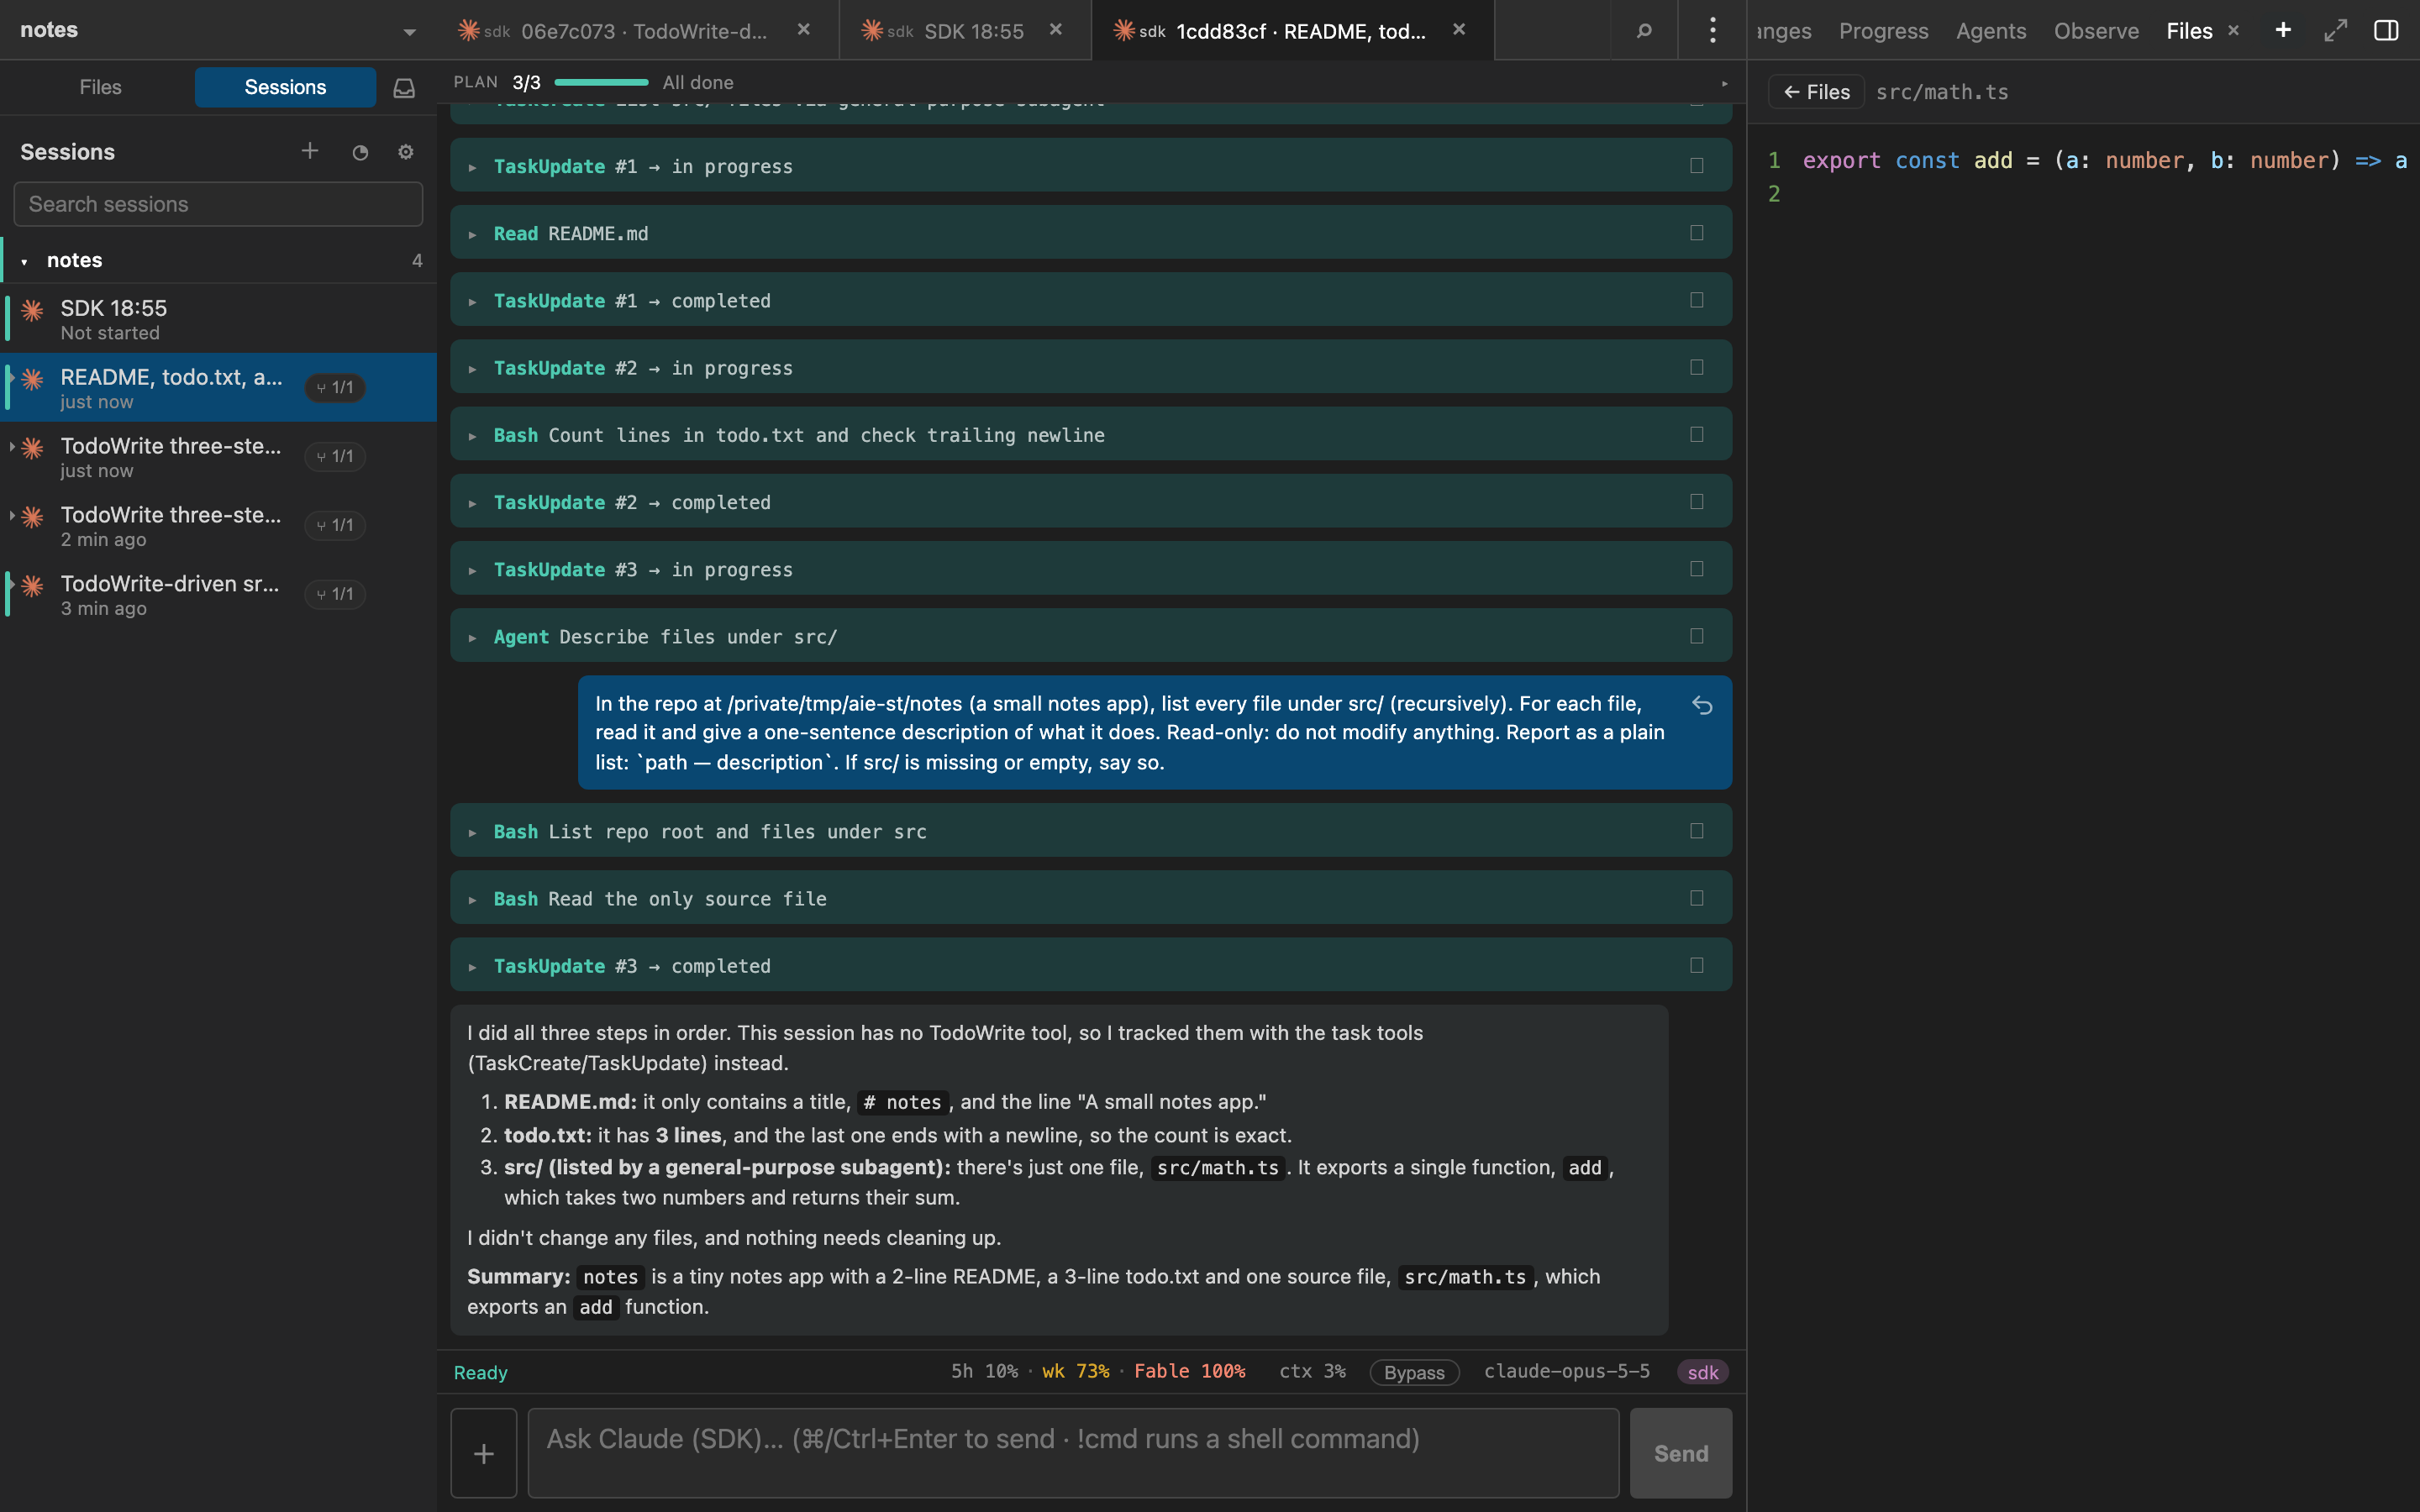 notes
sdk 06e7c073 · TodoWrite-d...
sdk SDK 18:55
sdk 1cdd83cf · README, tod...
anges
Progress
Agents
Observe
Files
Files
Sessions
PLAN 3/3 All done
← Files src/math.ts
Sessions
Search sessions
notes 4
SDK 18:55
Not started
README, todo.txt, a... 1/1
just now
TodoWrite three-ste... 1/1
just now
TodoWrite three-ste... 1/1
2 min ago
TodoWrite-driven sr... 1/1
3 min ago
TaskCreate List src/ files via general-purpose subagent
TaskUpdate #1 → in progress
Read README.md
TaskUpdate #1 → completed
TaskUpdate #2 → in progress
Bash Count lines in todo.txt and check trailing newline
TaskUpdate #2 → completed
TaskUpdate #3 → in progress
Agent Describe files under src/
In the repo at /private/tmp/aie-st/notes (a small notes app), list every file under src/ (recursively). For each file,
read it and give a one-sentence description of what it does. Read-only: do not modify anything. Report as a plain
list: `path — description`. If src/ is missing or empty, say so.
Bash List repo root and files under src
Bash Read the only source file
TaskUpdate #3 → completed
I did all three steps in order. This session has no TodoWrite tool, so I tracked them with the task tools
(TaskCreate/TaskUpdate) instead.
1. README.md: it only contains a title, # notes, and the line "A small notes app."
2. todo.txt: it has 3 lines, and the last one ends with a newline, so the count is exact.
3. src/ (listed by a general-purpose subagent): there's just one file, src/math.ts. It exports a single function, add,
which takes two numbers and returns their sum.
I didn't change any files, and nothing needs cleaning up.
Summary: notes is a tiny notes app with a 2-line README, a 3-line todo.txt and one source file, src/math.ts, which
exports an add function.
Ready
5h 10% · wk 73% · Fable 100% ctx 3% Bypass claude-opus-5-5 sdk
Ask Claude (SDK)... (⌘/Ctrl+Enter to send · !cmd runs a shell command)
Send
1 export const add = (a: number, b: number) => a
2